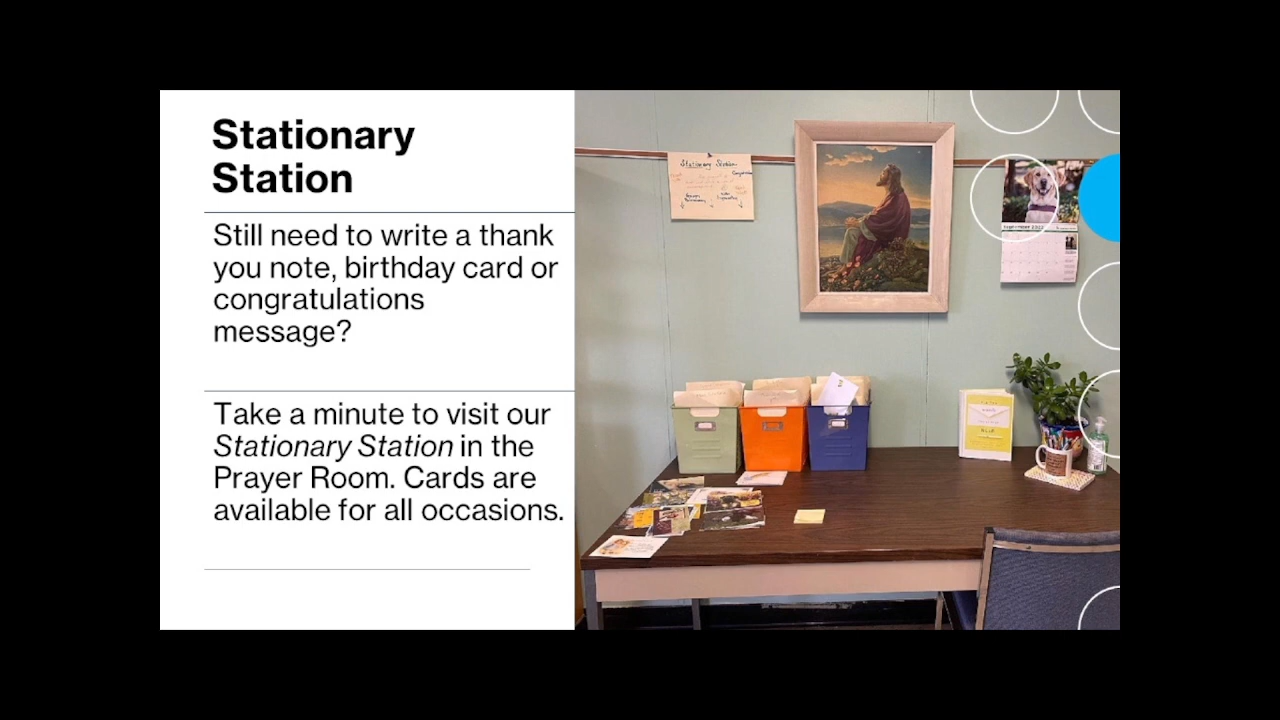 Stationary
Station
Still need to write a thank
you note, birthday card or
congratulations
message?
Take a minute to visit our
Stationary Station in the
Prayer Room. Cards are
available for all occasions.
Stationary Station
September